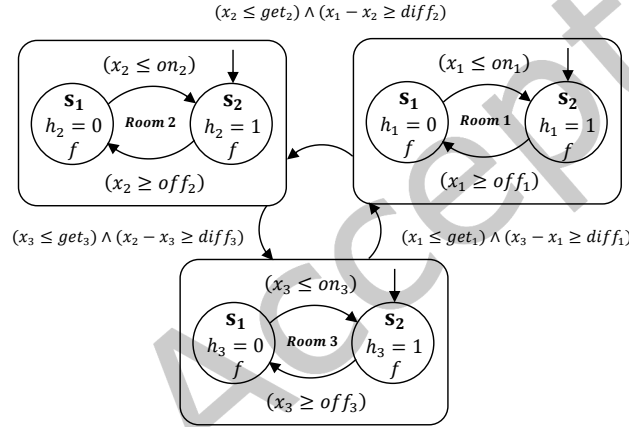 (x₂ ≤ get₂) ∧ (x₁ − x₂ ≥ diff₂)
(x₂ ≤ on₂)
s₁
h₂ = 0
f
Room 2
s₂
h₂ = 1
f
(x₂ ≥ off₂)
(x₁ ≤ on₁)
s₁
h₁ = 0
f
Room 1
s₂
h₁ = 1
f
(x₁ ≥ off₁)
(x₃ ≤ get₃) ∧ (x₂ − x₃ ≥ diff₃)
(x₁ ≤ get₁) ∧ (x₃ − x₁ ≥ diff₁)
(x₃ ≤ on₃)
s₁
h₃ = 0
f
Room 3
s₂
h₃ = 1
f
(x₃ ≥ off₃)
Accept